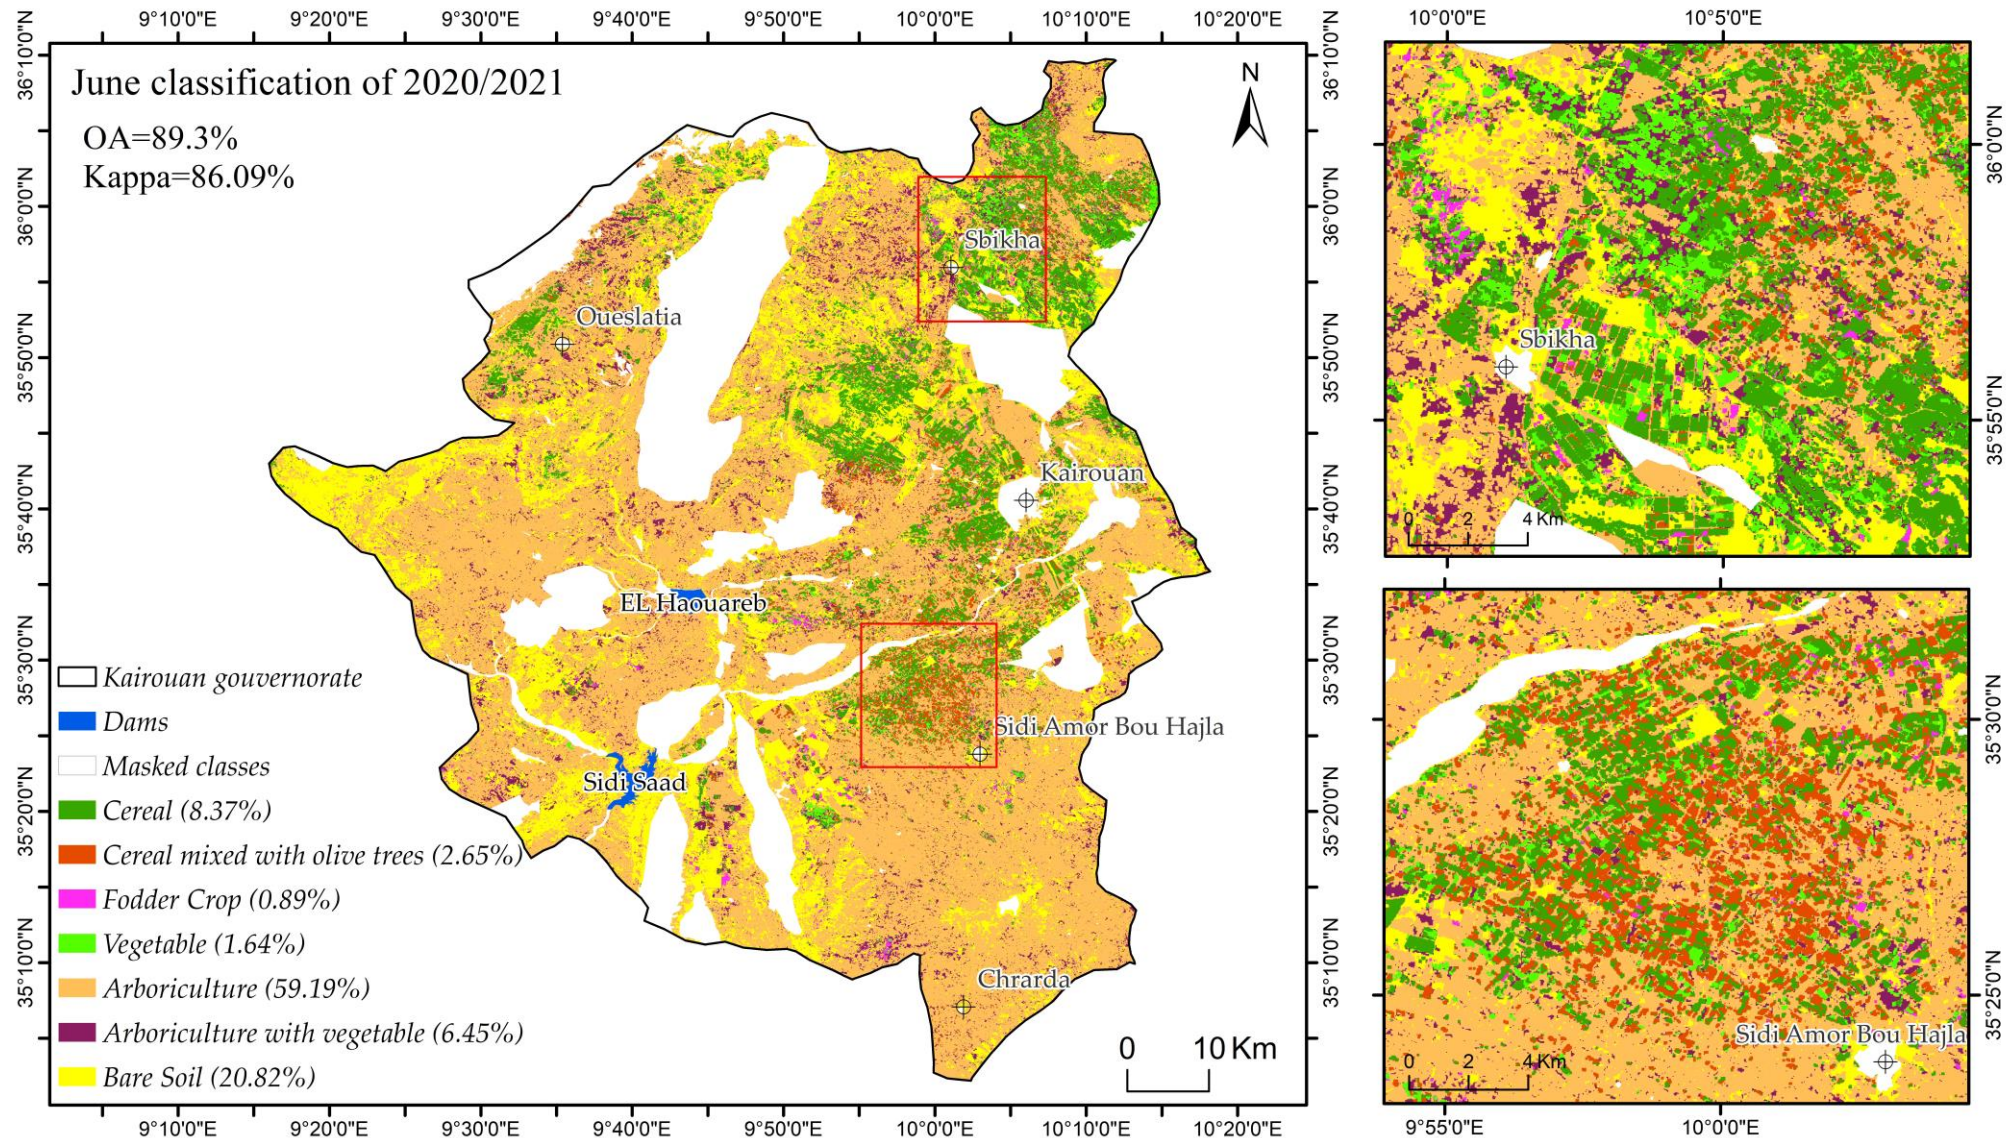 9°10'0"E 9°20'0"E 9°30'0"E 9°40'0"E 9°50'0"E 10°0'0"E 10°10'0"E 10°20'0"E
36°10'0"N
36°0'0"N
35°50'0"N
35°40'0"N
35°30'0"N
35°20'0"N
35°10'0"N
June classification of 2020/2021
OA=89.3%
Kappa=86.09%
N
Sbikha
Oueslatia
Kairouan
EL Haouareb
Sidi Amor Bou Hajla
Sidi Saad
Chrarda
Kairouan gouvernorate
Dams
Masked classes
Cereal (8.37%)
Cereal mixed with olive trees (2.65%)
Fodder Crop (0.89%)
Vegetable (1.64%)
Arboriculture (59.19%)
Arboriculture with vegetable (6.45%)
Bare Soil (20.82%)
0 10 Km
36°10'0"N
36°0'0"N
35°50'0"N
35°40'0"N
35°30'0"N
35°20'0"N
35°10'0"N
9°10'0"E 9°20'0"E 9°30'0"E 9°40'0"E 9°50'0"E 10°0'0"E 10°10'0"E 10°20'0"E
10°0'0"E 10°5'0"E
36°0'0"N
35°55'0"N
Sbikha
0 2 4 Km
35°30'0"N
35°25'0"N
Sidi Amor Bou Hajla
0 2 4 Km
9°55'0"E 10°0'0"E